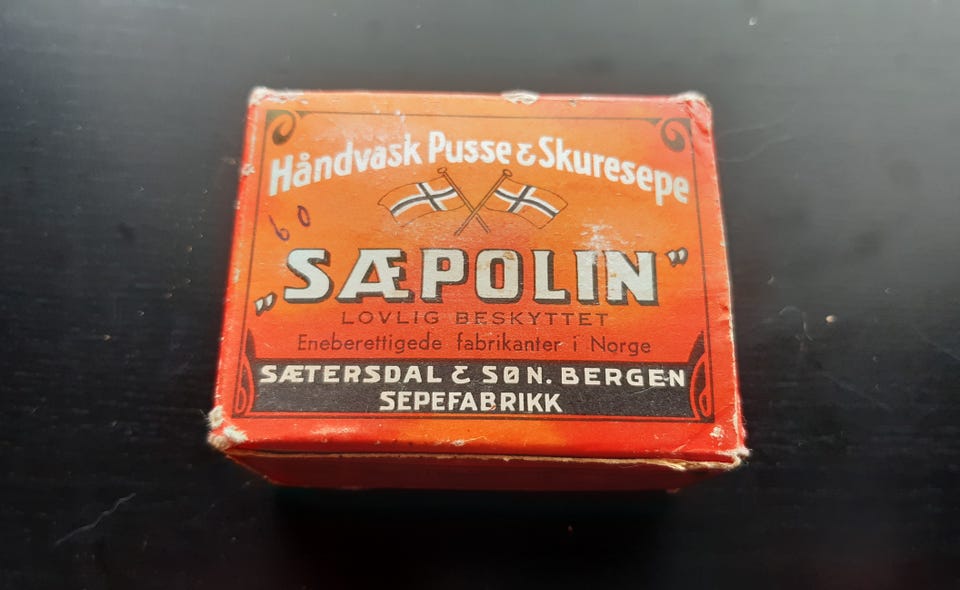 Håndvask Pusse & Skuresepe
60
„SÆPOLIN”
LOVLIG BESKYTTET
Eneberettigede fabrikanter i Norge
SÆTERSDAL & SØN. BERGEN
SEPEFABRIKK